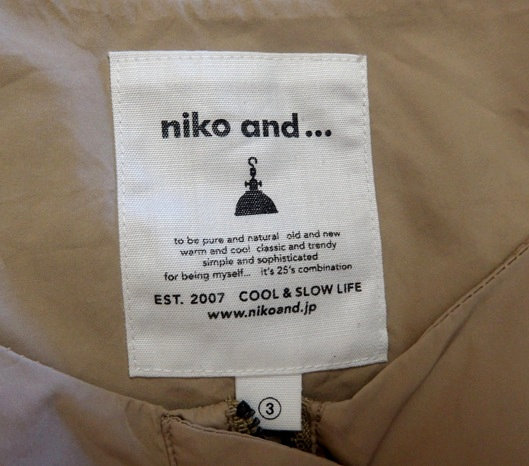 niko and...
to be pure and natural old and new
warm and cool classic and trendy
simple and sophisticated
for being myself... it's 25's combination
EST. 2007 COOL & SLOW LIFE
www.nikoand.jp
③